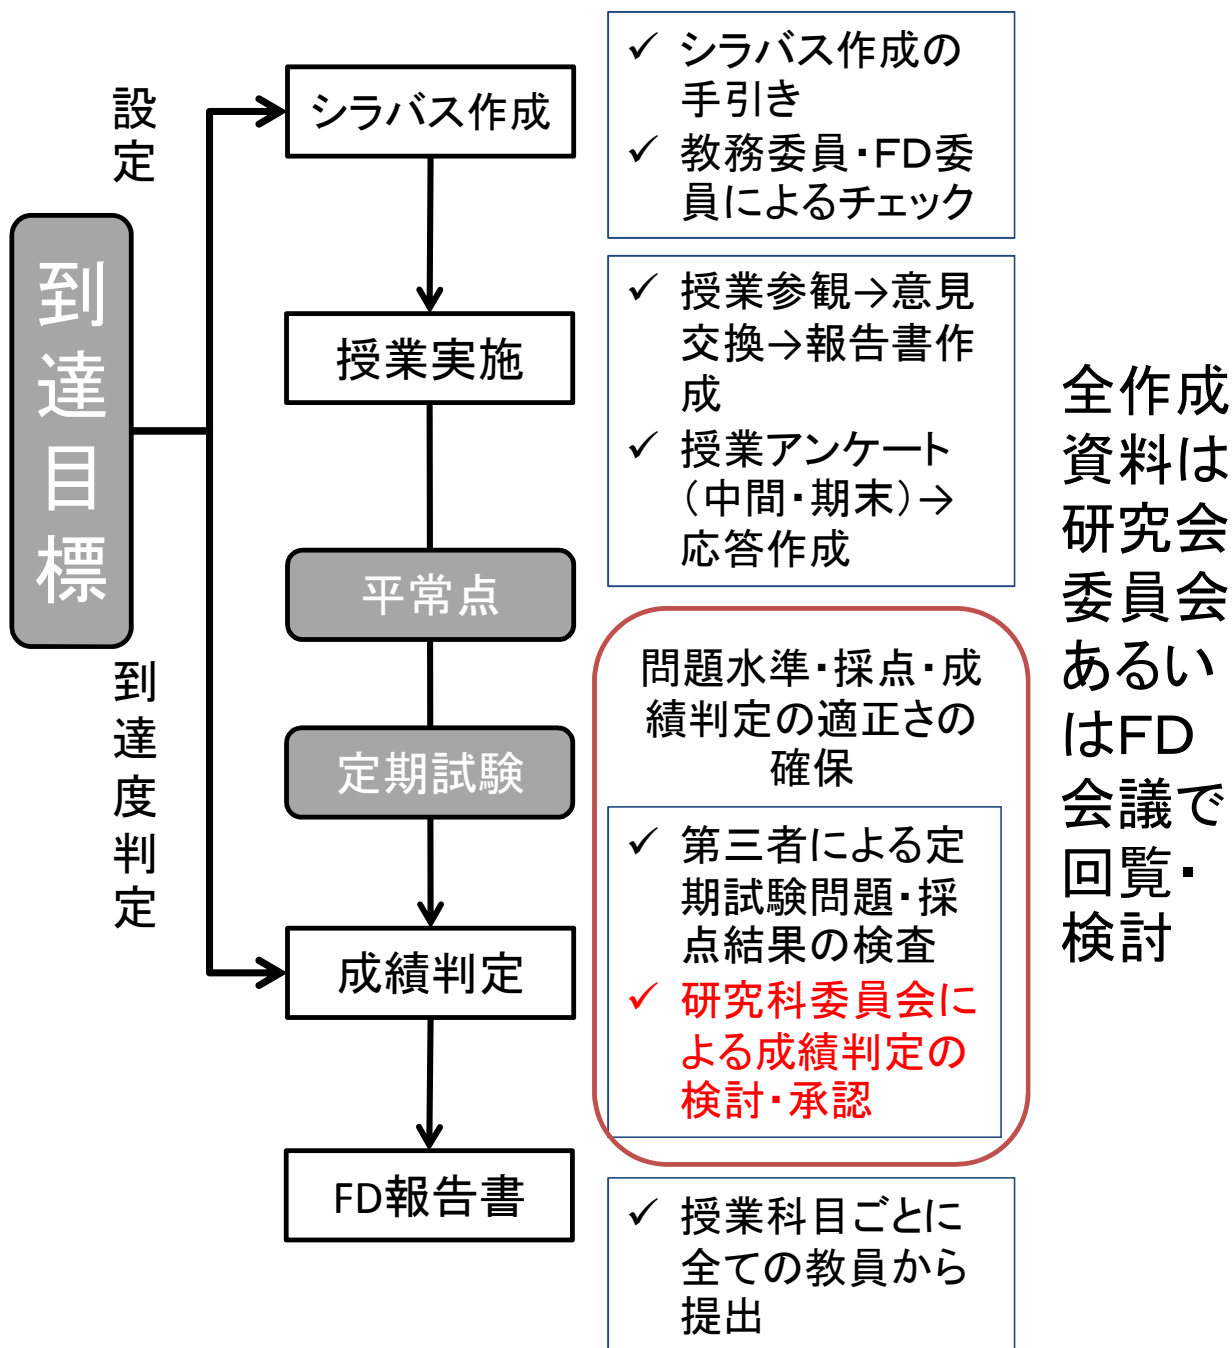 設定
到達目標
到達度判定
シラバス作成
授業実施
平常点
定期試験
成績判定
FD報告書
✓ シラバス作成の
手引き
✓ 教務委員・FD委
員によるチェック
✓ 授業参観→意見
交換→報告書作
成
✓ 授業アンケート
(中間・期末)→
応答作成
問題水準・採点・成
績判定の適正さの
確保
✓ 第三者による定
期試験問題・採
点結果の検査
✓ 研究科委員会に
よる成績判定の
検討・承認
✓ 授業科目ごとに
全ての教員から
提出
全作成
資料は
研究会
委員会
あるい
はFD
会議で
回覧・
検討